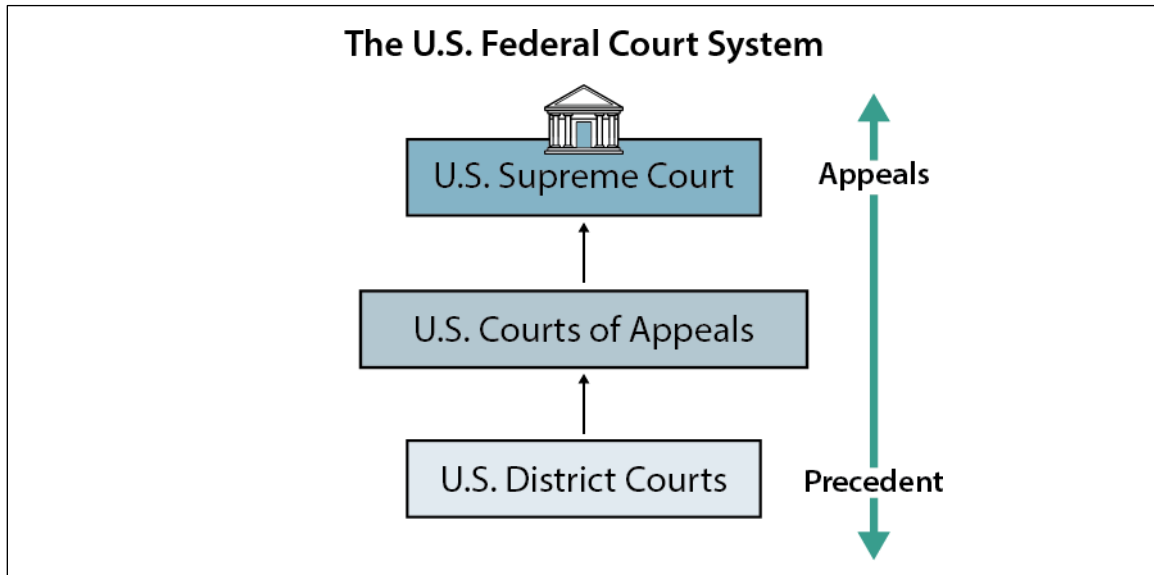 The U.S. Federal Court System
U.S. Supreme Court
Appeals
U.S. Courts of Appeals
U.S. District Courts
Precedent